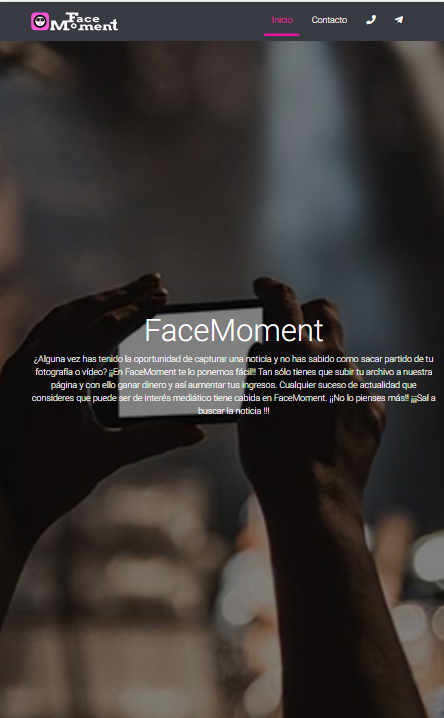 Face Moment
Inicio Contacto
FaceMoment
¿Alguna vez has tenido la oportunidad de capturar una noticia y no has sabido como sacar partido de tu
fotografía o vídeo? ¡¡En FaceMoment te lo ponemos fácil!! Tan sólo tienes que subir tu archivo a nuestra
página y con ello ganar dinero y así aumentar tus ingresos. Cualquier suceso de actualidad que
consideres que puede ser de interés mediático tiene cabida en FaceMoment. ¡¡No lo pienses más!! ¡¡¡Sal a
buscar la noticia !!!